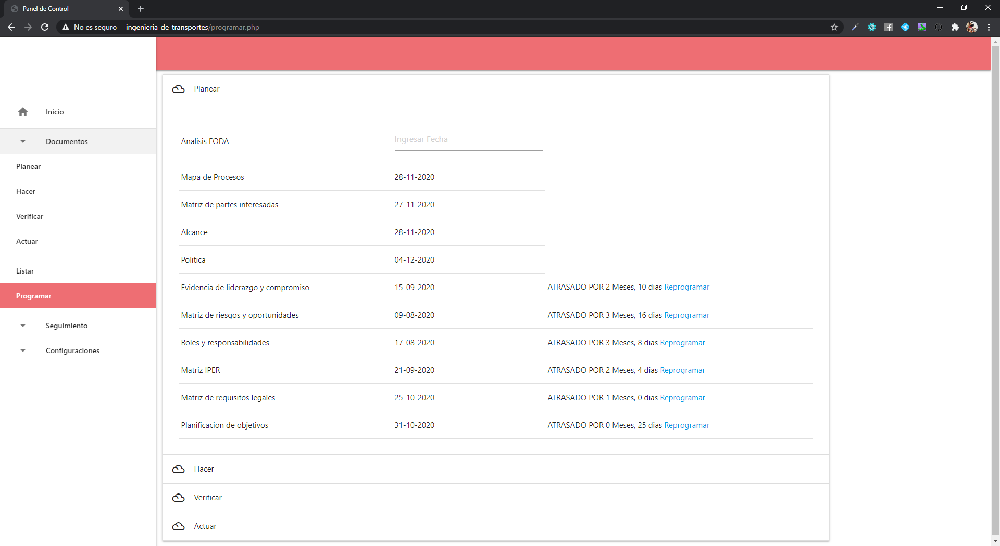 Panel de Control
No es seguro ingenieria-de-transportes/programar.php
Inicio
Documentos
Planear
Hacer
Verificar
Actuar
Listar
Programar
Seguimiento
Configuraciones
Planear
Analisis FODA Ingresar Fecha
Mapa de Procesos 28-11-2020
Matriz de partes interesadas 27-11-2020
Alcance 28-11-2020
Politica 04-12-2020
Evidencia de liderazgo y compromiso 15-09-2020 ATRASADO POR 2 Meses, 10 dias Reprogramar
Matriz de riesgos y oportunidades 09-08-2020 ATRASADO POR 3 Meses, 16 dias Reprogramar
Roles y responsabilidades 17-08-2020 ATRASADO POR 3 Meses, 8 dias Reprogramar
Matriz IPER 21-09-2020 ATRASADO POR 2 Meses, 4 dias Reprogramar
Matriz de requisitos legales 25-10-2020 ATRASADO POR 1 Meses, 0 dias Reprogramar
Planificacion de objetivos 31-10-2020 ATRASADO POR 0 Meses, 25 dias Reprogramar
Hacer
Verificar
Actuar